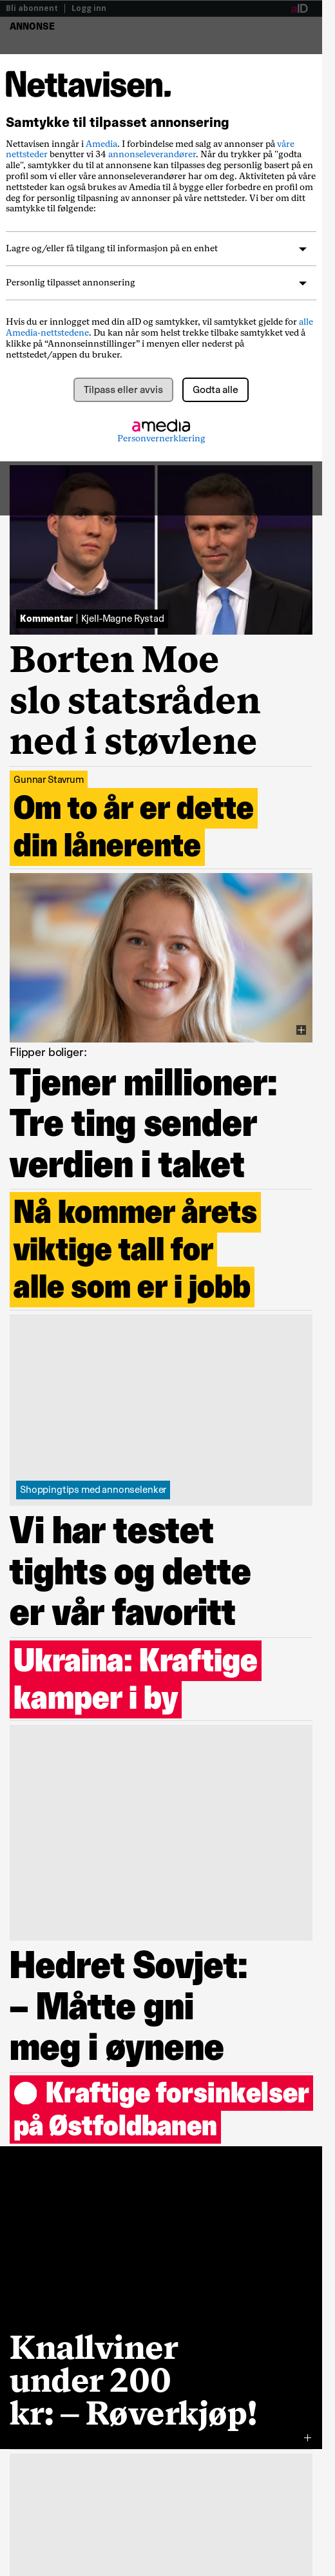 Bli abonnent | Logg inn
aID
ANNONSE
Nettavisen.
Samtykke til tilpasset annonsering
Nettavisen inngår i Amedia. I forbindelse med salg av annonser på våre
nettsteder benytter vi 34 annonseleverandører. Når du trykker på "godta
alle", samtykker du til at annonser kan tilpasses deg personlig basert på en
profil som vi eller våre annonseleverandører har om deg. Aktiviteten på våre
nettsteder kan også brukes av Amedia til å bygge eller forbedre en profil om
deg for personlig tilpasning av annonser på våre nettsteder. Vi ber om ditt
samtykke til følgende:
Lagre og/eller få tilgang til informasjon på en enhet
Personlig tilpasset annonsering
Hvis du er innlogget med din aID og samtykker, vil samtykket gjelde for alle
Amedia-nettstedene. Du kan når som helst trekke tilbake samtykket ved å
klikke på “Annonseinnstillinger” i menyen eller nederst på
nettstedet/appen du bruker.
Tilpass eller avvis
Godta alle
amedia
Personvernerklæring
Kommentar | Kjell-Magne Rystad
Borten Moe
slo statsråden
ned i støvlene
Gunnar Stavrum
Om to år er dette
din lånerente
Flipper boliger:
Tjener millioner:
Tre ting sender
verdien i taket
Nå kommer årets
viktige tall for
alle som er i jobb
Shoppingtips med annonselenker
Vi har testet
tights og dette
er vår favoritt
Ukraina: Kraftige
kamper i by
Hedret Sovjet:
– Måtte gni
meg i øynene
Kraftige forsinkelser
på Østfoldbanen
Knallviner
under 200
kr: – Røverkjøp!